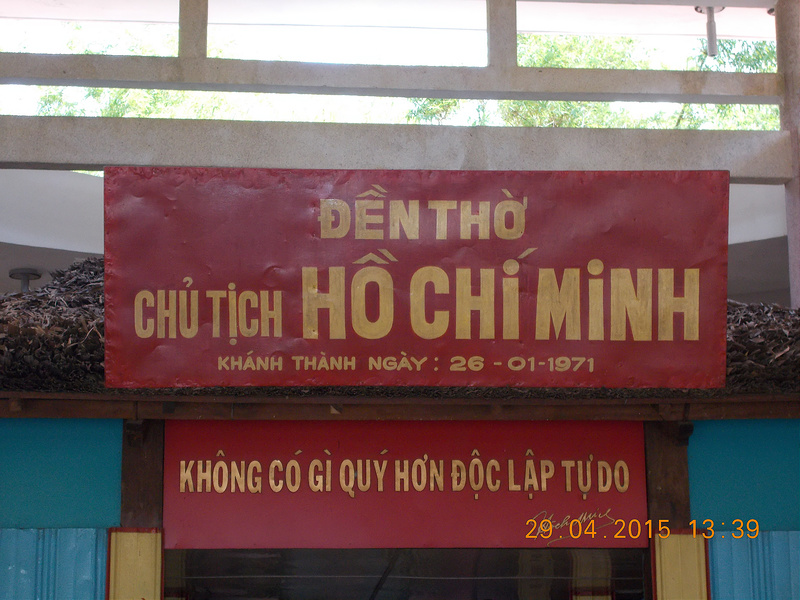 ĐỀN THỜ
CHỦ TỊCH HỒ CHÍ MINH
KHÁNH THÀNH NGÀY : 26 - 01 - 1971
KHÔNG CÓ GÌ QUÝ HƠN ĐỘC LẬP TỰ DO
29.04.2015 13:39